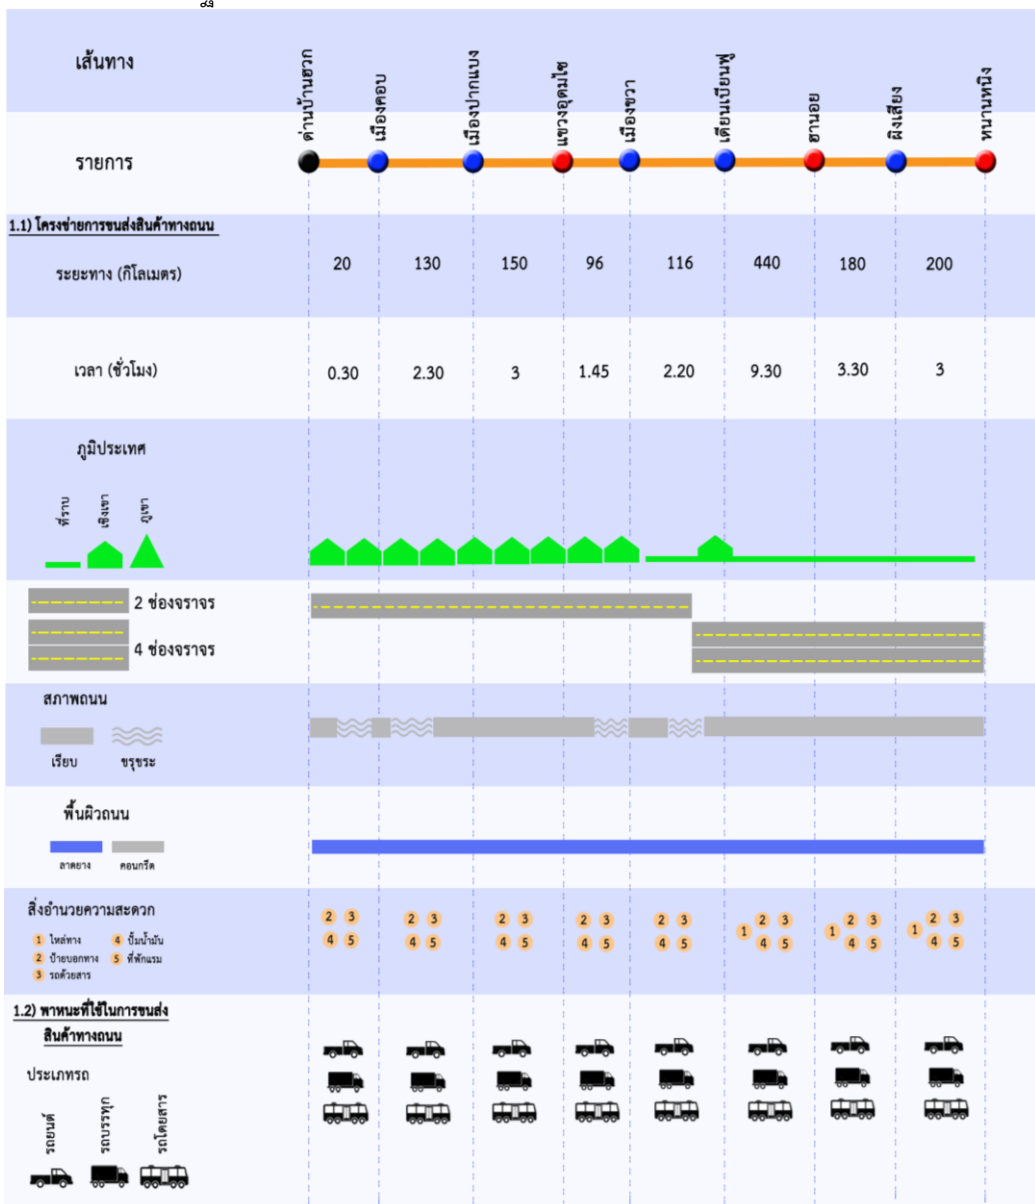 เส้นทาง
ด่านบ้านฮวก
เมืองคอบ
เมืองปากแบง
แขวงอุดมไซ
เมืองขวา
เดียนเบียนฟู
ฮานอย
ผิงเสียง
หนานหนิง
รายการ
1.1) โครงข่ายการขนส่งสินค้าทางถนน
ระยะทาง (กิโลเมตร) 20 130 150 96 116 440 180 200
เวลา (ชั่วโมง) 0.30 2.30 3 1.45 2.20 9.30 3.30 3
ภูมิประเทศ
ที่ราบ
เชิงเขา
ภูเขา
2 ช่องจราจร
4 ช่องจราจร
สภาพถนน
เรียบ ขรุขระ
พื้นผิวถนน
ลาดยาง คอนกรีต
สิ่งอำนวยความสะดวก
1 ไหล่ทาง 4 ปั้มน้ำมัน
2 ป้ายบอกทาง 5 ที่พักแรม
3 รถด้วยสาร
2 3 2 3 2 3 2 3 2 3 2 3 2 3 2 3
1 1 1
4 5 4 5 4 5 4 5 4 5 4 5 4 5 4 5
1.2) พาหนะที่ใช้ในการขนส่ง
สินค้าทางถนน
ประเภทรถ
รถยนต์
รถบรรทุก
รถโดยสาร